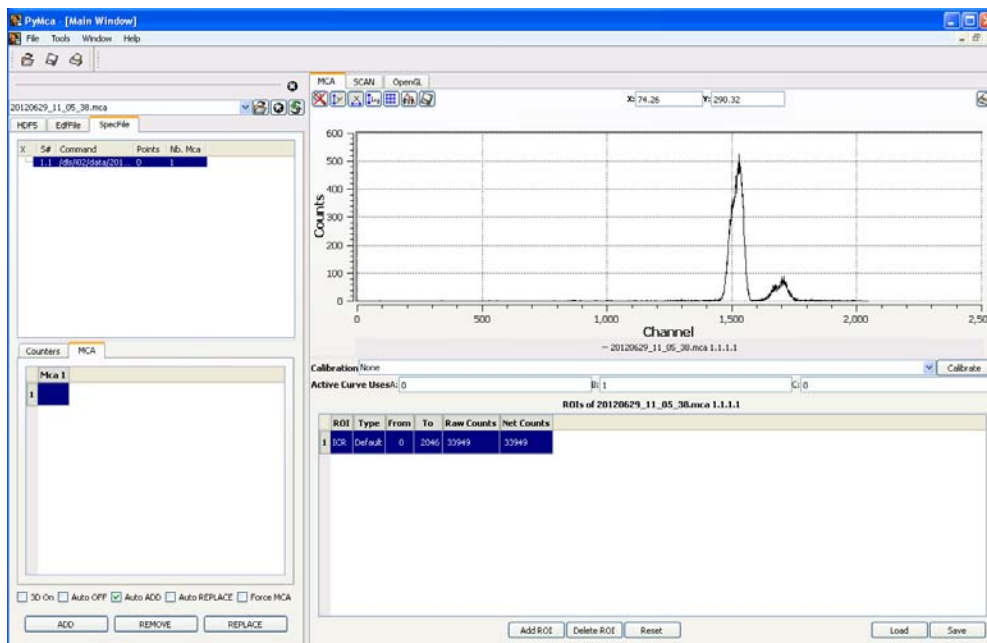 PyMca - [Main Window]
File Tools Window Help
20120629_11_05_38.mca
HDF5 EdfFile SpecFile
X S# Command Points Nb. Mca
1.1 /dls/i02/data/201... 0 1
Counters MCA
Mca 1
1
3D On Auto OFF Auto ADD Auto REPLACE Force MCA
ADD REMOVE REPLACE
MCA SCAN OpenGL
X: 74.26 Y: 290.32
600
500
400
300
200
100
0
Counts
0 500 1,000 1,500 2,000 2,50
Channel
— 20120629_11_05_38.mca 1.1.1.1
Calibration None Calibrate
Active Curve Uses A: 0 B: 1 C: 0
ROIs of 20120629_11_05_38.mca 1.1.1.1
ROI Type From To Raw Counts Net Counts
1 ICR Default 0 2046 33949 33949
Add ROI Delete ROI Reset Load Save